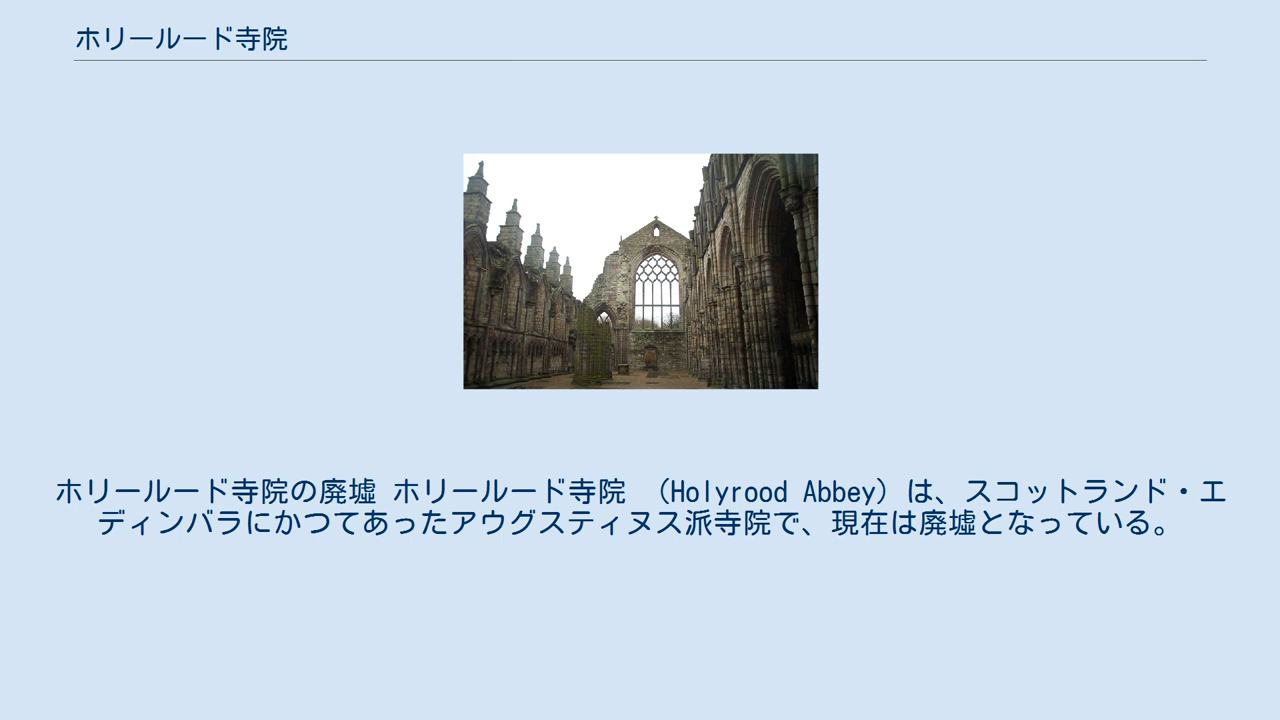 ホリールード寺院
ホリールード寺院の廃墟 ホリールード寺院 （Holyrood Abbey）は、スコットランド・エ
ディンバラにかつてあったアウグスティヌス派寺院で、現在は廃墟となっている。